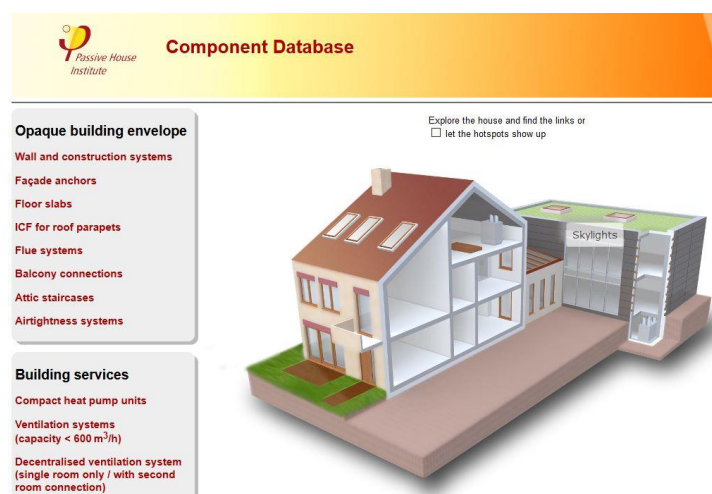 Passive House
Institute
Component Database
Explore the house and find the links or
let the hotspots show up
Opaque building envelope
Wall and construction systems
Façade anchors
Floor slabs
ICF for roof parapets
Flue systems
Balcony connections
Attic staircases
Airtightness systems
Skylights
Building services
Compact heat pump units
Ventilation systems
(capacity < 600 m³/h)
Decentralised ventilation system
(single room only / with second
room connection)